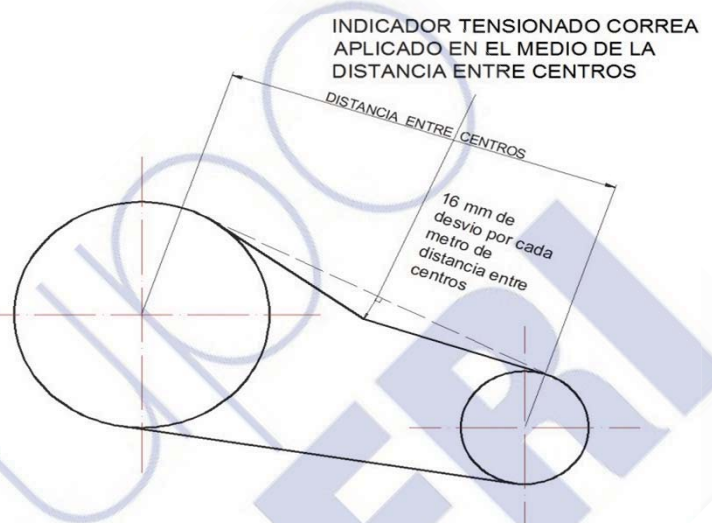 INDICADOR TENSIONADO CORREA
APLICADO EN EL MEDIO DE LA
DISTANCIA ENTRE CENTROS
DISTANCIA ENTRE CENTROS
16 mm de
desvio por cada
metro de
distancia entre
centros